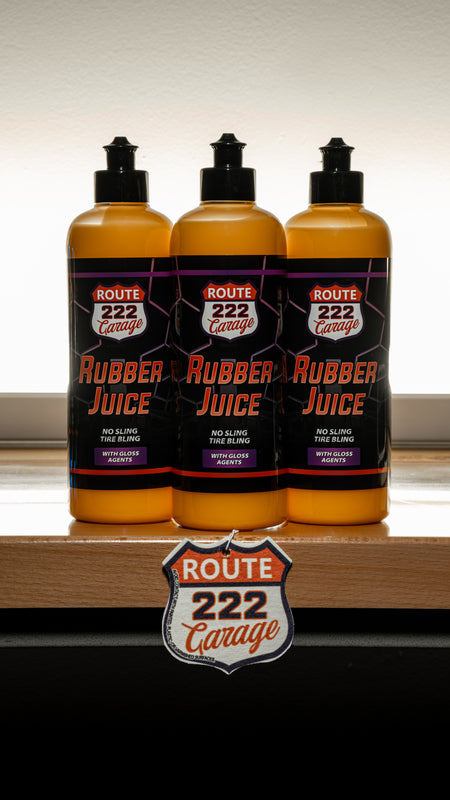 ROUTE
222
Garage
RUBBER
JUICE
NO SLING
TIRE BLING
WITH GLOSS
AGENTS
ROUTE
222
Garage
RUBBER
JUICE
NO SLING
TIRE BLING
WITH GLOSS
AGENTS
ROUTE
222
Garage
RUBBER
JUICE
NO SLING
TIRE BLING
WITH GLOSS
AGENTS
ROUTE
222
Garage